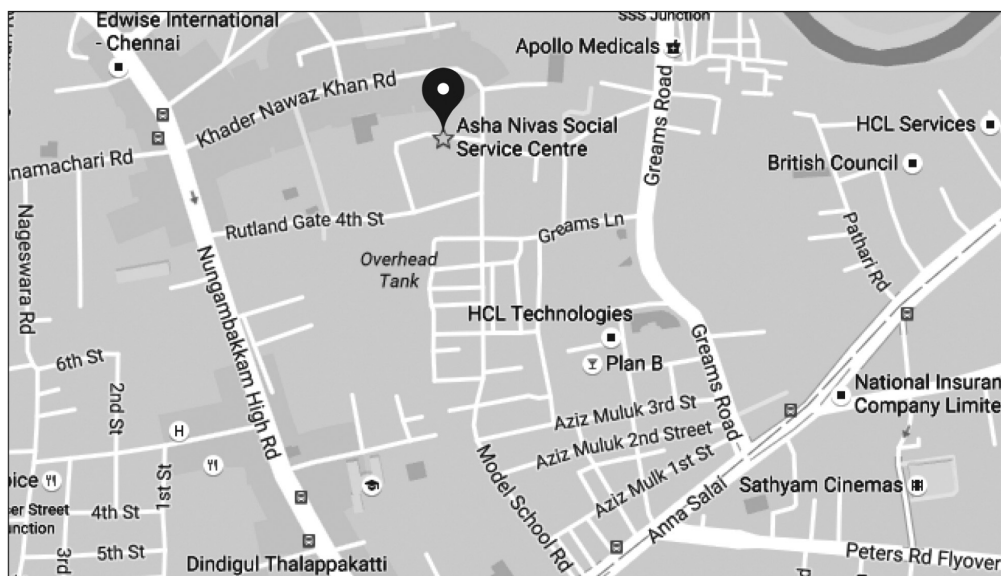 Edwise International
- Chennai
SSS Junction
Apollo Medicals
Khader Nawaz Khan Rd
Asha Nivas Social
Service Centre
HCL Services
British Council
anamachari Rd
Greams Road
Nageswara Rd
Rutland Gate 4th St
Greams Ln
Pathari Rd
Overhead
Tank
Nungambakkam High Rd
HCL Technologies
Plan B
Greams Road
6th St
2nd St
National Insuran
Company Limite
Aziz Muluk 3rd St
Aziz Muluk 2nd Street
H
Aziz Mulk 1st St
Model School Rd
Anna Salai
Sathyam Cinemas
oice
1st St
ser Street
unction
4th St
3rd
5th St
Dindigul Thalappakatti
Peters Rd Flyover